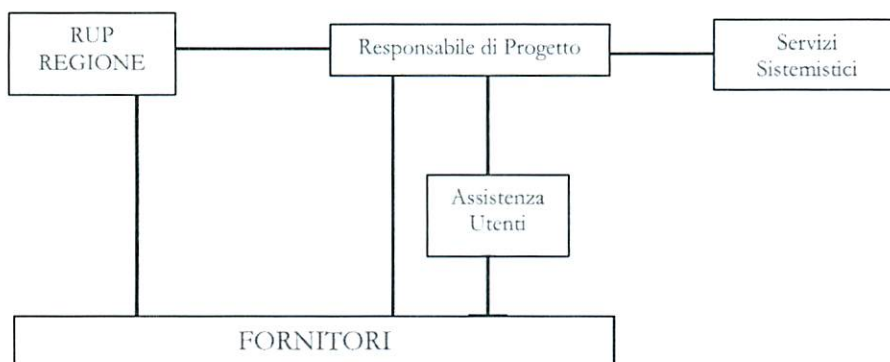 RUP
REGIONE
Responsabile di Progetto
Servizi
Sistemistici
Assistenza
Utenti
FORNITORI